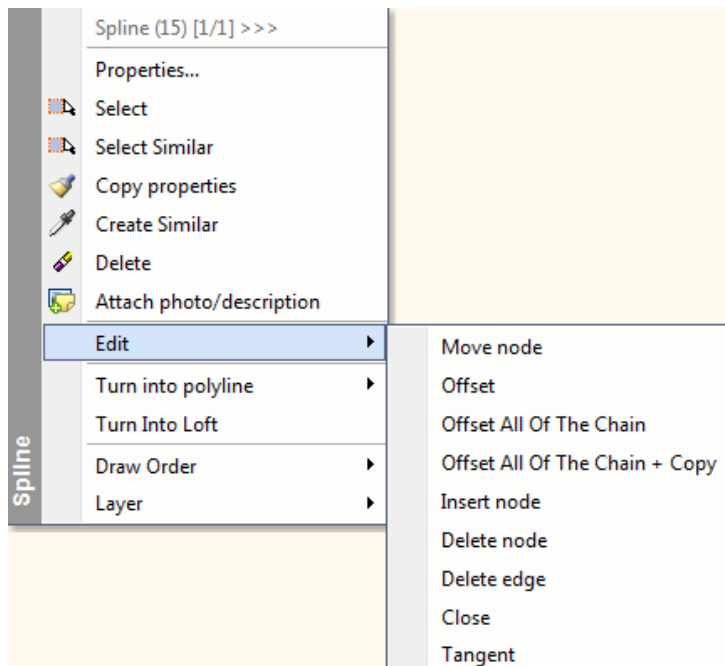 Spline (15) [1/1] >>>
Properties...
Select
Select Similar
Copy properties
Create Similar
Delete
Attach photo/description
Edit
Turn into polyline
Turn Into Loft
Draw Order
Layer
Spline
Move node
Offset
Offset All Of The Chain
Offset All Of The Chain + Copy
Insert node
Delete node
Delete edge
Close
Tangent